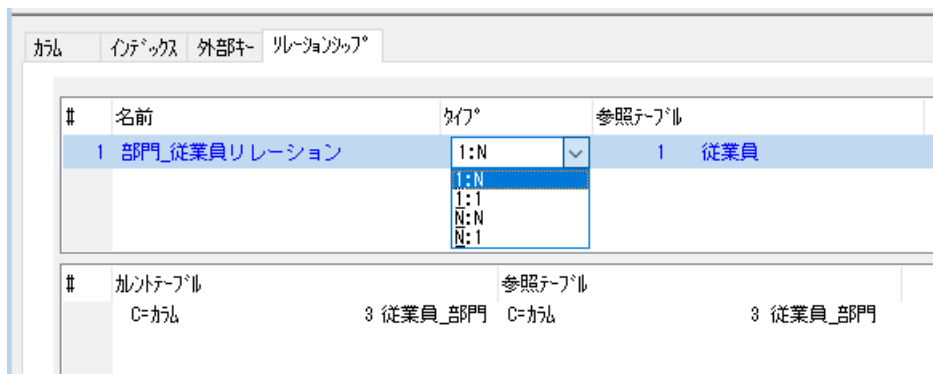 ｶﾗﾑ ｲﾝﾃﾞｯｸｽ 外部ｷｰ ﾘﾚｰｼｮﾝｼｯﾌﾟ
# 名前 ﾀｲﾌﾟ 参照ﾃｰﾌﾞﾙ
1 部門_従業員リレーション 1:N 1 従業員
1:N
1:1
N:N
N:1
# ｶﾚﾝﾄﾃｰﾌﾞﾙ 参照ﾃｰﾌﾞﾙ
C=ｶﾗﾑ 3 従業員_部門 C=ｶﾗﾑ 3 従業員_部門